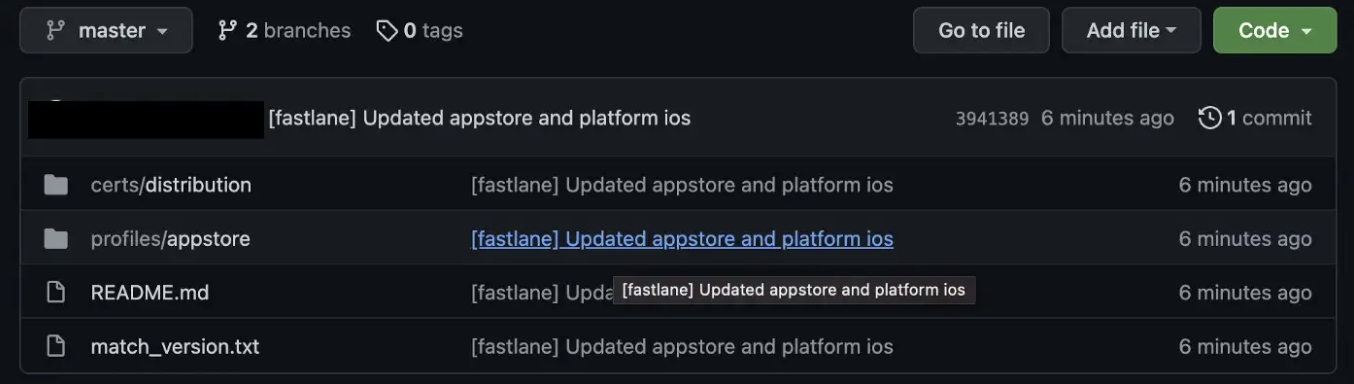 master 2 branches 0 tags Go to file Add file Code
[fastlane] Updated appstore and platform ios 3941389 6 minutes ago 1 commit
certs/distribution [fastlane] Updated appstore and platform ios 6 minutes ago
profiles/appstore [fastlane] Updated appstore and platform ios 6 minutes ago
README.md [fastlane] Upda [fastlane] Updated appstore and platform ios 6 minutes ago
match_version.txt [fastlane] Updated appstore and platform ios 6 minutes ago